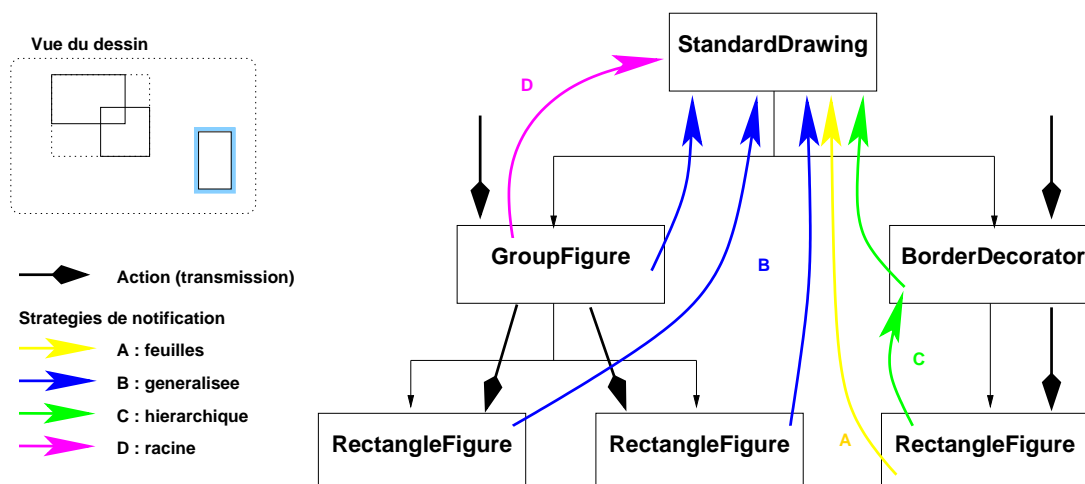 Vue du dessin
StandardDrawing
D
GroupFigure
BorderDecorator
B
Action (transmission)
Strategies de notification
A : feuilles
B : generalisee
C : hierarchique
D : racine
C
A
RectangleFigure
RectangleFigure
RectangleFigure